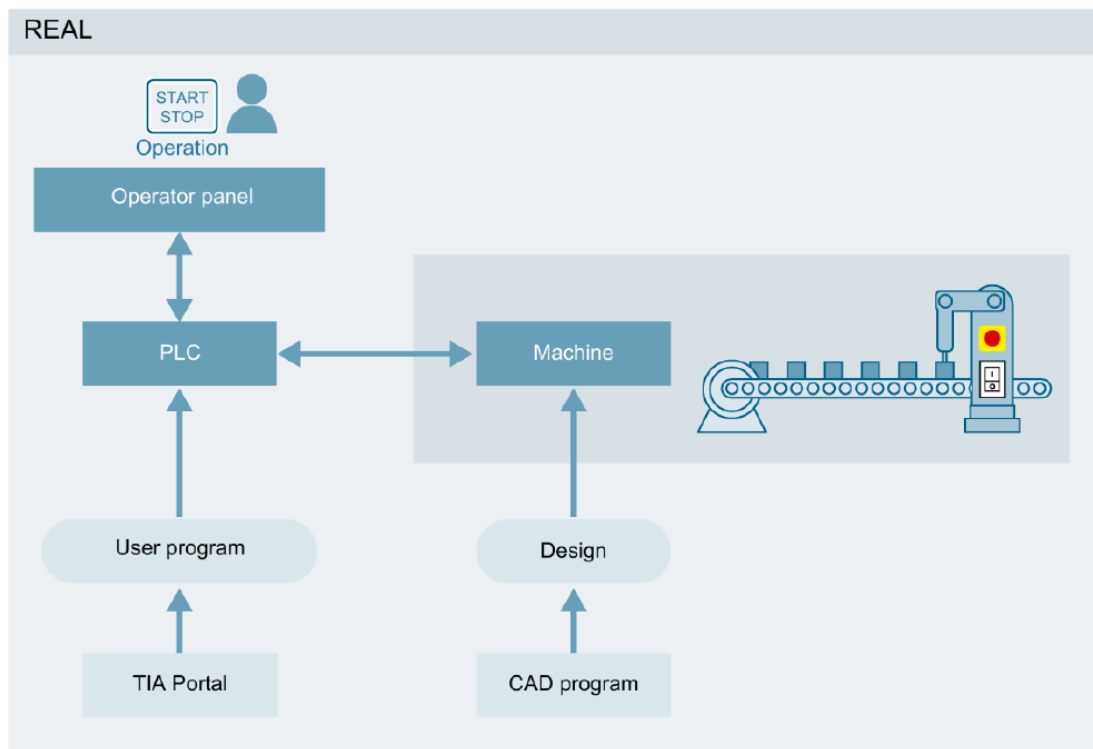 REAL
START
STOP
Operation
Operator panel
PLC
Machine
User program
Design
TIA Portal
CAD program